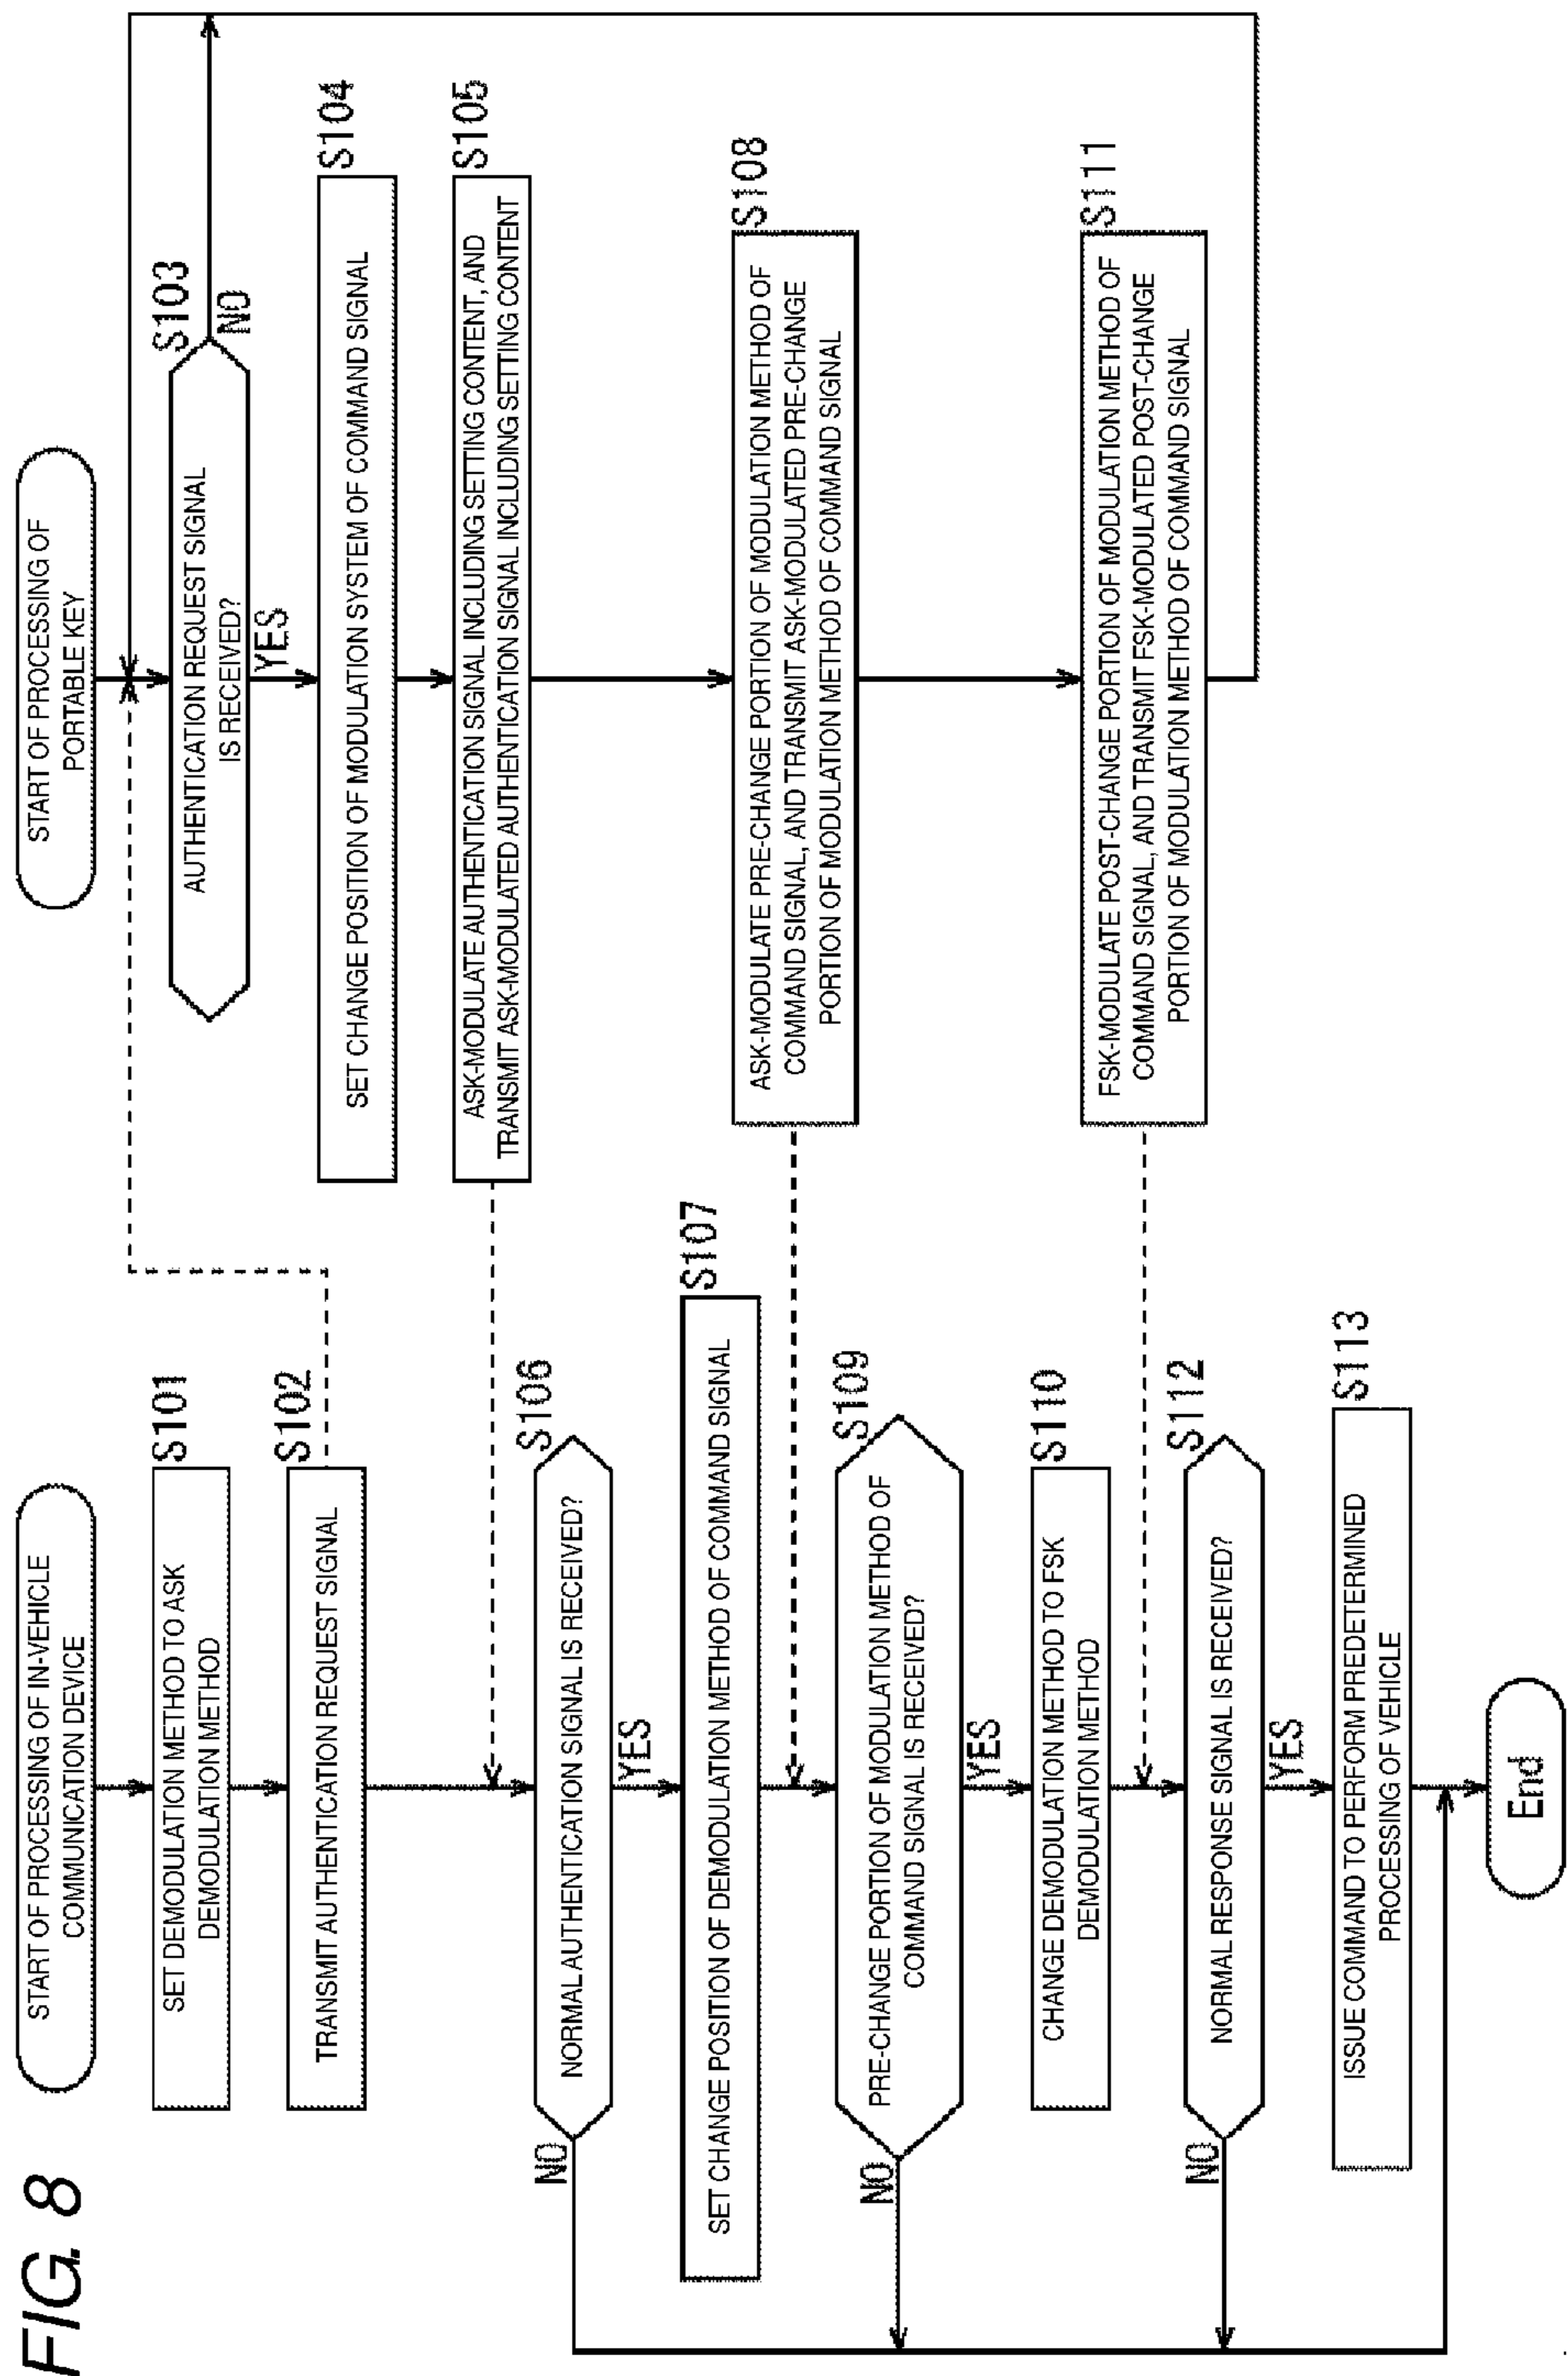 FIG. 8
START OF PROCESSING OF IN-VEHICLE
COMMUNICATION DEVICE
SET DEMODULATION METHOD TO ASK
DEMODULATION METHOD
S101
TRANSMIT AUTHENTICATION REQUEST SIGNAL
S102
NORMAL AUTHENTICATION SIGNAL IS RECEIVED?
S106
NO
YES
SET CHANGE POSITION OF DEMODULATION METHOD OF COMMAND SIGNAL
S107
PRE-CHANGE PORTION OF MODULATION METHOD OF
COMMAND SIGNAL IS RECEIVED?
S109
NO
YES
CHANGE DEMODULATION METHOD TO FSK
DEMODULATION METHOD
S110
NORMAL RESPONSE SIGNAL IS RECEIVED?
S112
NO
YES
ISSUE COMMAND TO PERFORM PREDETERMINED
PROCESSING OF VEHICLE
S113
End
START OF PROCESSING OF
PORTABLE KEY
AUTHENTICATION REQUEST SIGNAL
IS RECEIVED?
S103
NO
YES
SET CHANGE POSITION OF MODULATION SYSTEM OF COMMAND SIGNAL
S104
ASK-MODULATE AUTHENTICATION SIGNAL INCLUDING SETTING CONTENT, AND
TRANSMIT ASK-MODULATED AUTHENTICATION SIGNAL INCLUDING SETTING CONTENT
S105
ASK-MODULATE PRE-CHANGE PORTION OF MODULATION METHOD OF
COMMAND SIGNAL, AND TRANSMIT ASK-MODULATED PRE-CHANGE
PORTION OF MODULATION METHOD OF COMMAND SIGNAL
S108
FSK-MODULATE POST-CHANGE PORTION OF MODULATION METHOD OF
COMMAND SIGNAL, AND TRANSMIT FSK-MODULATED POST-CHANGE
PORTION OF MODULATION METHOD OF COMMAND SIGNAL
S111